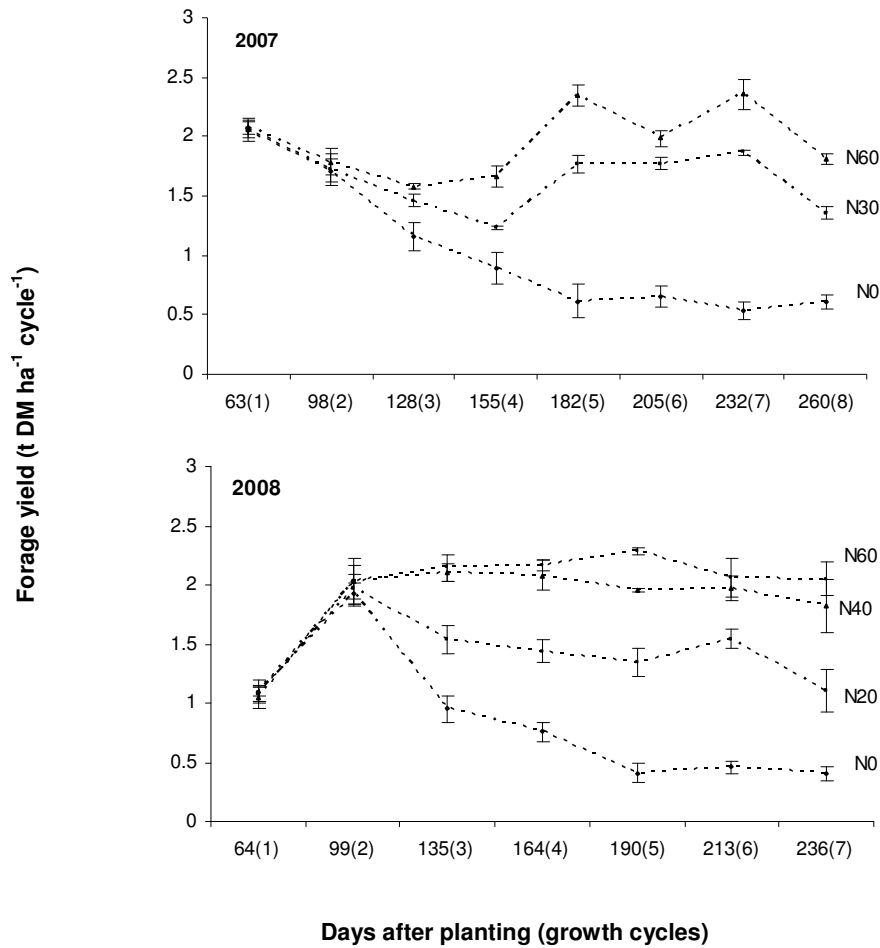 3
2007
2.5
2
1.5
1
0.5
0
N60
N30
N0
63(1) 98(2) 128(3) 155(4) 182(5) 205(6) 232(7) 260(8)
Forage yield (t DM ha⁻¹ cycle⁻¹)
3
2008
2.5
2
1.5
1
0.5
0
N60
N40
N20
N0
64(1) 99(2) 135(3) 164(4) 190(5) 213(6) 236(7)
Days after planting (growth cycles)